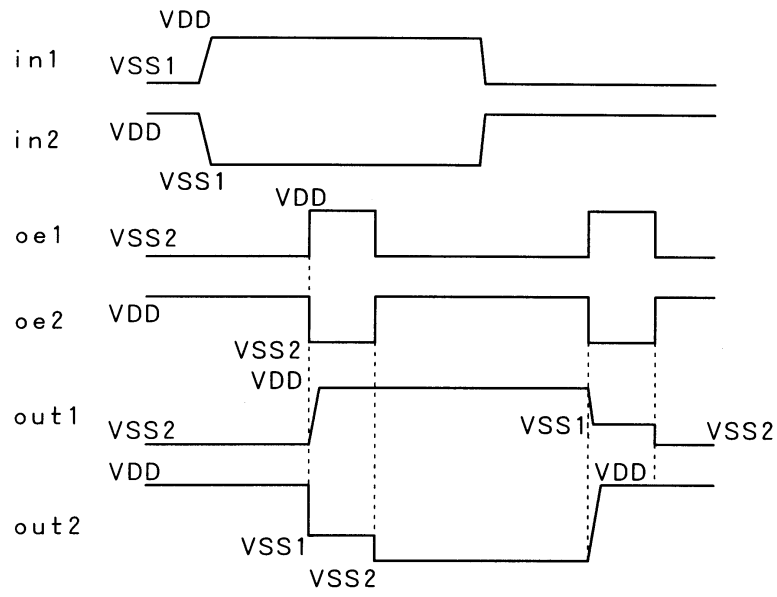 VDD
in1 VSS1
in2 VDD
VSS1
VDD
oe1 VSS2
oe2 VDD
VSS2
VDD
out1 VSS2 VSS1 VSS2
VDD VDD
out2 VSS1
VSS2